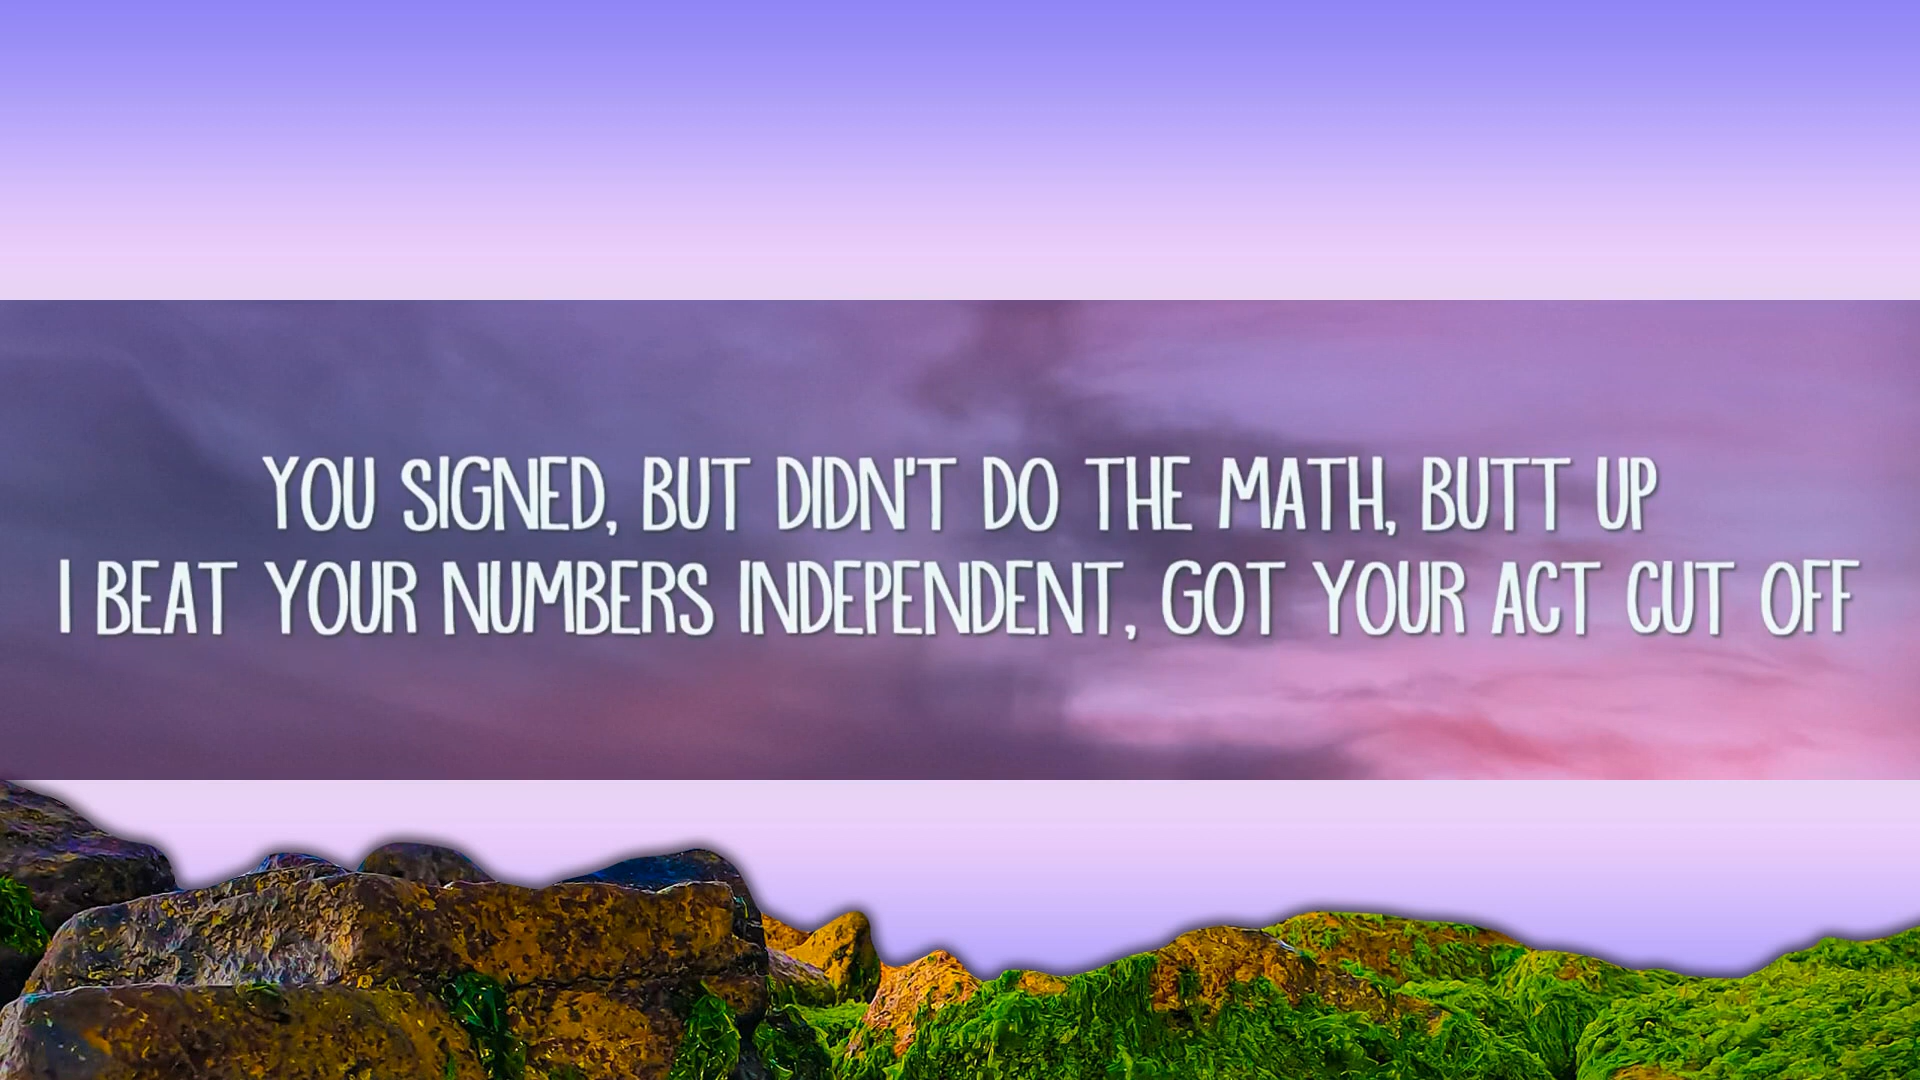 YOU SIGNED, BUT DIDN'T DO THE MATH, BUTT UP
I BEAT YOUR NUMBERS INDEPENDENT, GOT YOUR ACT CUT OFF